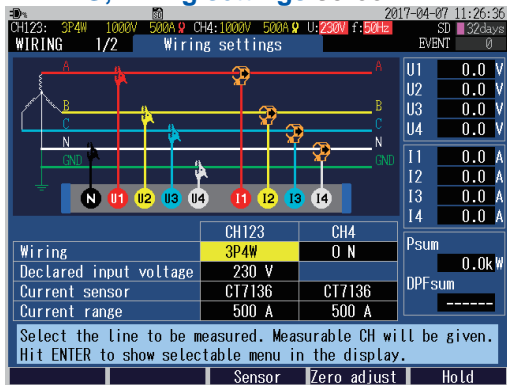 2017-04-07 11:26:36
CH123: 3P4W 1000V 500A CH4:1000V 500A U:230V f:50Hz SD 32days
WIRING 1/2 Wiring settings EVENT 0
A A
B B
C C
N N
GND GND
N U1 U2 U3 U4 I1 I2 I3 I4
U1 0.0 V
U2 0.0 V
U3 0.0 V
U4 0.0 V
I1 0.0 A
I2 0.0 A
I3 0.0 A
I4 0.0 A
Psum
0.0kW
DPFsum
------
CH123 CH4
Wiring 3P4W ON
Declared input voltage 230 V
Current sensor CT7136 CT7136
Current range 500 A 500 A
Select the line to be measured. Measurable CH will be given.
Hit ENTER to show selectable menu in the display.
Sensor Zero adjust Hold